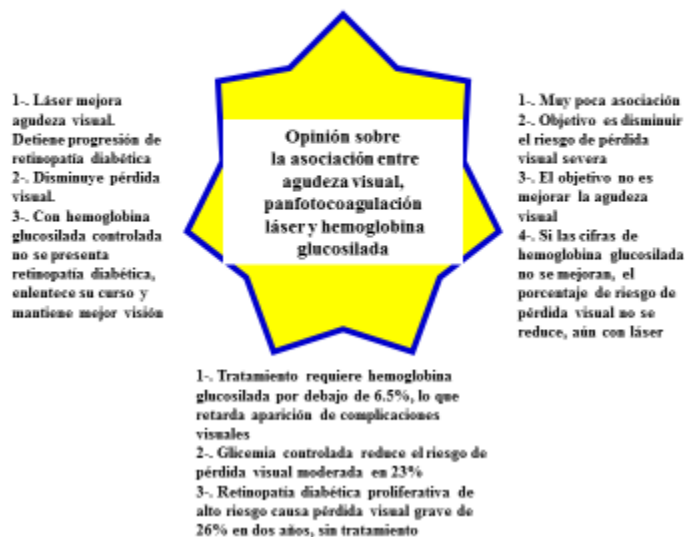 1-. Láser mejora
agudeza visual.
Detiene progresión de
retinopatía diabética
2-. Disminuye pérdida
visual.
3-. Con hemoglobina
glucosilada controlada
no se presenta
retinopatía diabética,
enlentece su curso y
mantiene mejor visión
Opinión sobre
la asociación entre
agudeza visual,
panfotocoagulación
láser y hemoglobina
glucosilada
1-. Muy poca asociación
2-. Objetivo es disminuir
el riesgo de pérdida
visual severa
3-. El objetivo no es
mejorar la agudeza
visual
4-. Si las cifras de
hemoglobina glucosilada
no se mejoran, el
porcentaje de riesgo de
pérdida visual no se
reduce, aún con láser
1-. Tratamiento requiere hemoglobina
glucosilada por debajo de 6.5%, lo que
retarda aparición de complicaciones
visuales
2-. Glicemia controlada reduce el riesgo de
pérdida visual moderada en 23%
3-. Retinopatía diabética proliferativa de
alto riesgo causa pérdida visual grave de
26% en dos años, sin tratamiento